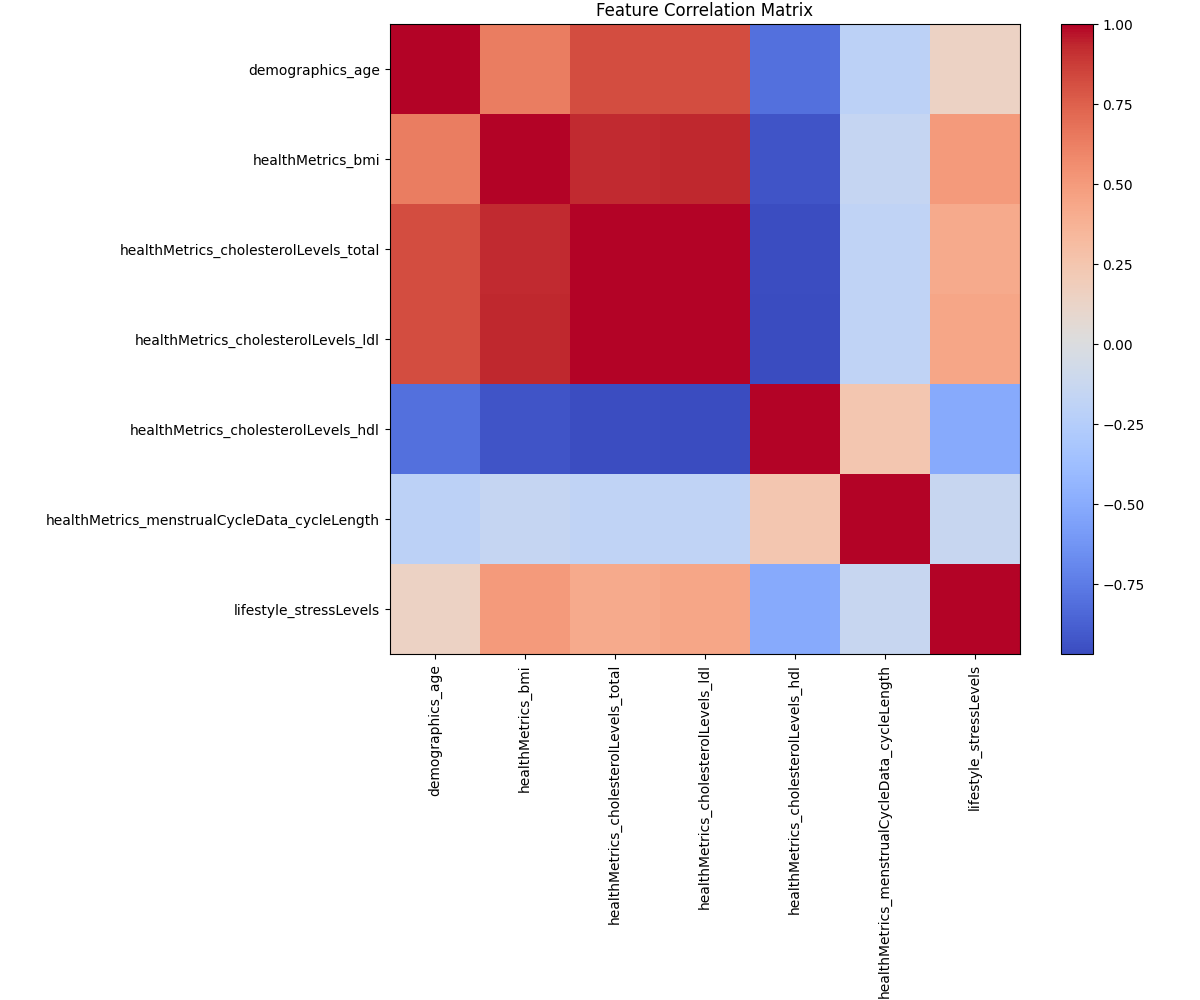 Feature Correlation Matrix
demographics_age
healthMetrics_bmi
healthMetrics_cholesterolLevels_total
healthMetrics_cholesterolLevels_ldl
healthMetrics_cholesterolLevels_hdl
healthMetrics_menstrualCycleData_cycleLength
lifestyle_stressLevels
demographics_age
healthMetrics_bmi
healthMetrics_cholesterolLevels_total
healthMetrics_cholesterolLevels_ldl
healthMetrics_cholesterolLevels_hdl
healthMetrics_menstrualCycleData_cycleLength
lifestyle_stressLevels
1.00
0.75
0.50
0.25
0.00
−0.25
−0.50
−0.75